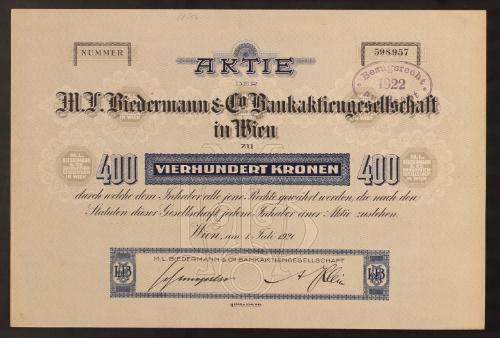 NUMMER
598.957
AKTIE
DER
Bezugsrecht
1922
M. L. Biedermann & Co Bankaktiengesellschaft
in Wien
ZU
400 VIERHUNDERT KRONEN 400
durch welche dem Inhaber alle jene Rechte gewährt werden, die nach den
Statuten dieser Gesellschaft jedem Inhaber einer Aktie zustehen.
Wien, am 1. Juli 1921
M. L. BIEDERMANN & CO BANKAKTIENGESELLSCHAFT